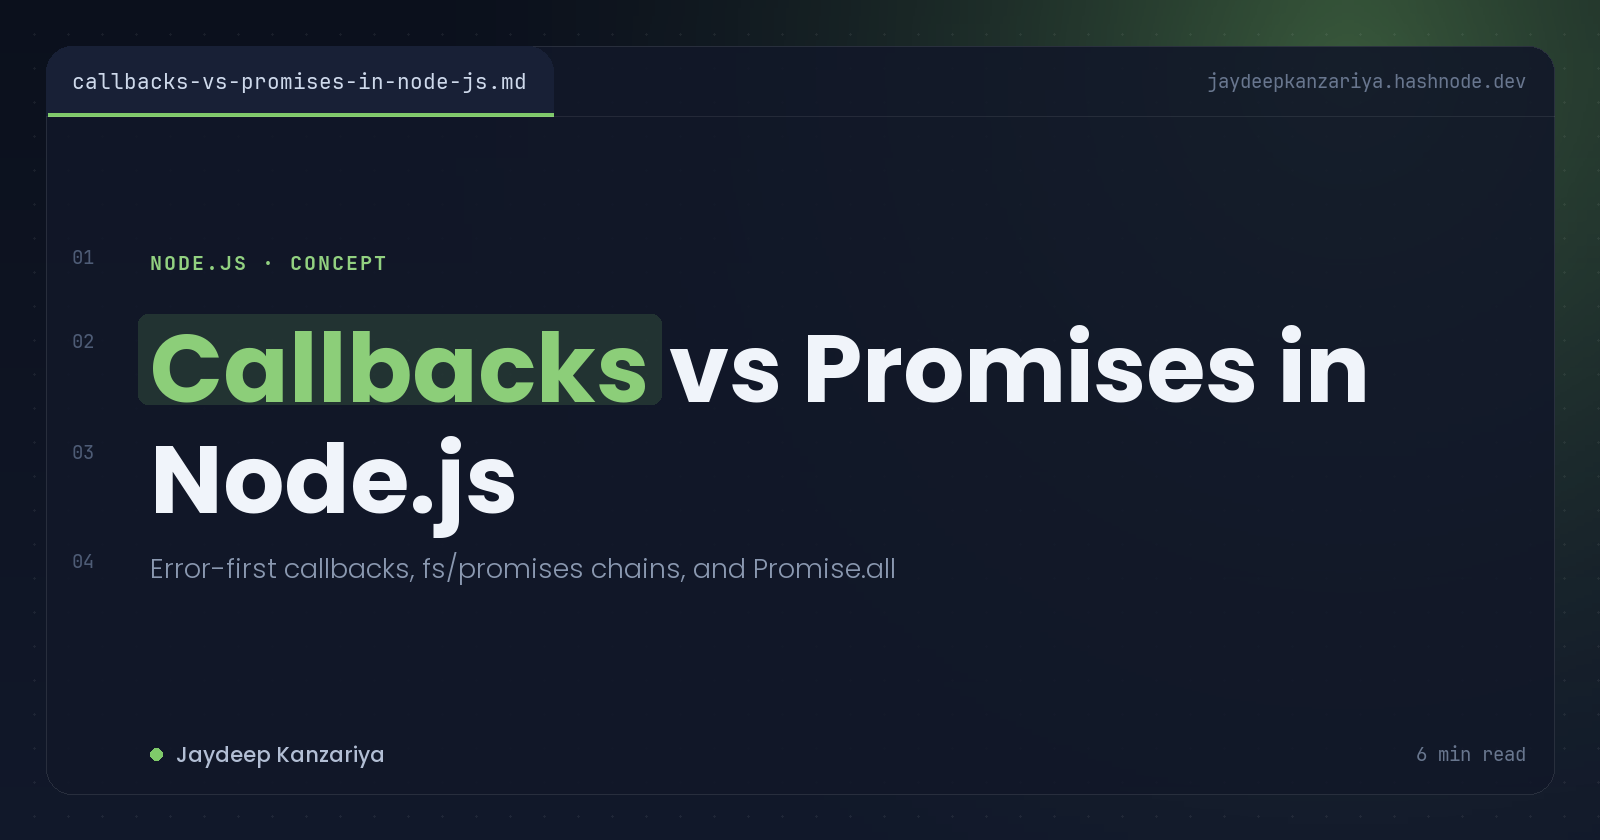 callbacks-vs-promises-in-node-js.md
jaydeepkanzariya.hashnode.dev
01
NODE.JS · CONCEPT
02
Callbacks vs Promises in
03
Node.js
04
Error-first callbacks, fs/promises chains, and Promise.all
Jaydeep Kanzariya
6 min read